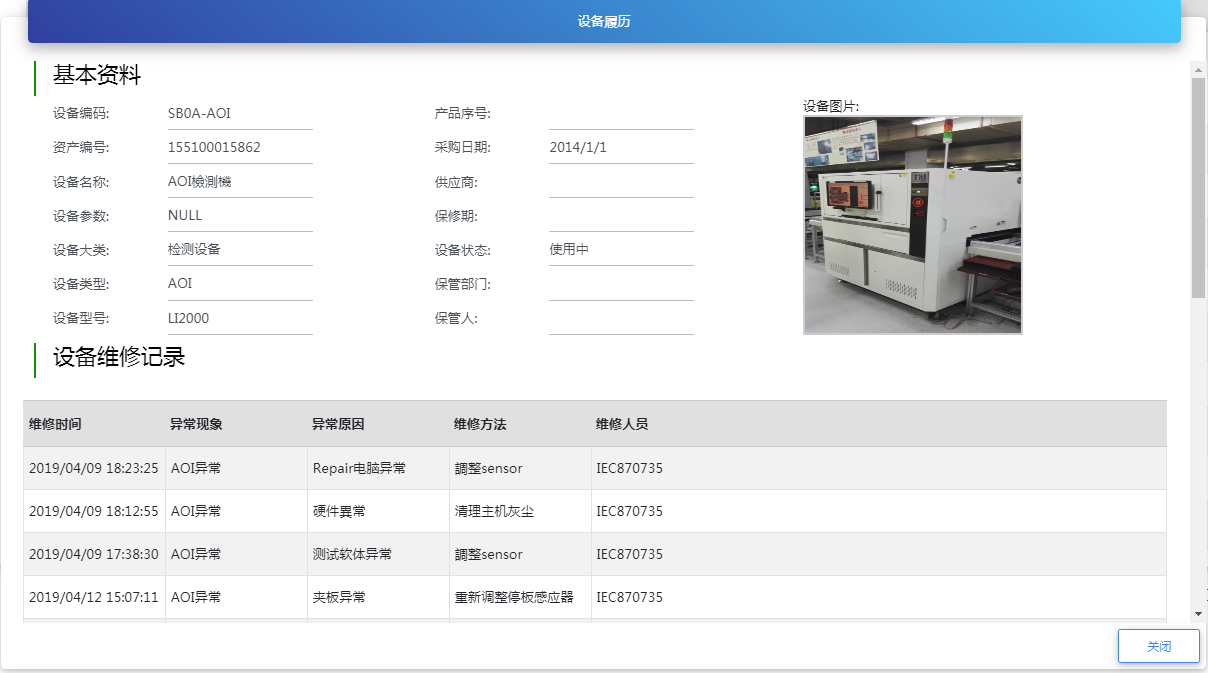 设备履历
基本资料
设备编码: SB0A-AOI 产品序号: 设备图片:
资产编号: 155100015862 采购日期: 2014/1/1
设备名称: AOI檢測機 供应商:
设备参数: NULL 保修期:
设备大类: 检测设备 设备状态: 使用中
设备类型: AOI 保管部门:
设备型号: LI2000 保管人:
TRI
设备维修记录
维修时间 异常现象 异常原因 维修方法 维修人员
2019/04/09 18:23:25 AOI异常 Repair电脑异常 調整sensor IEC870735
2019/04/09 18:12:55 AOI异常 硬件異常 清理主机灰尘 IEC870735
2019/04/09 17:38:30 AOI异常 测试软体异常 調整sensor IEC870735
2019/04/12 15:07:11 AOI异常 夹板异常 重新调整停板感应器 IEC870735
关闭